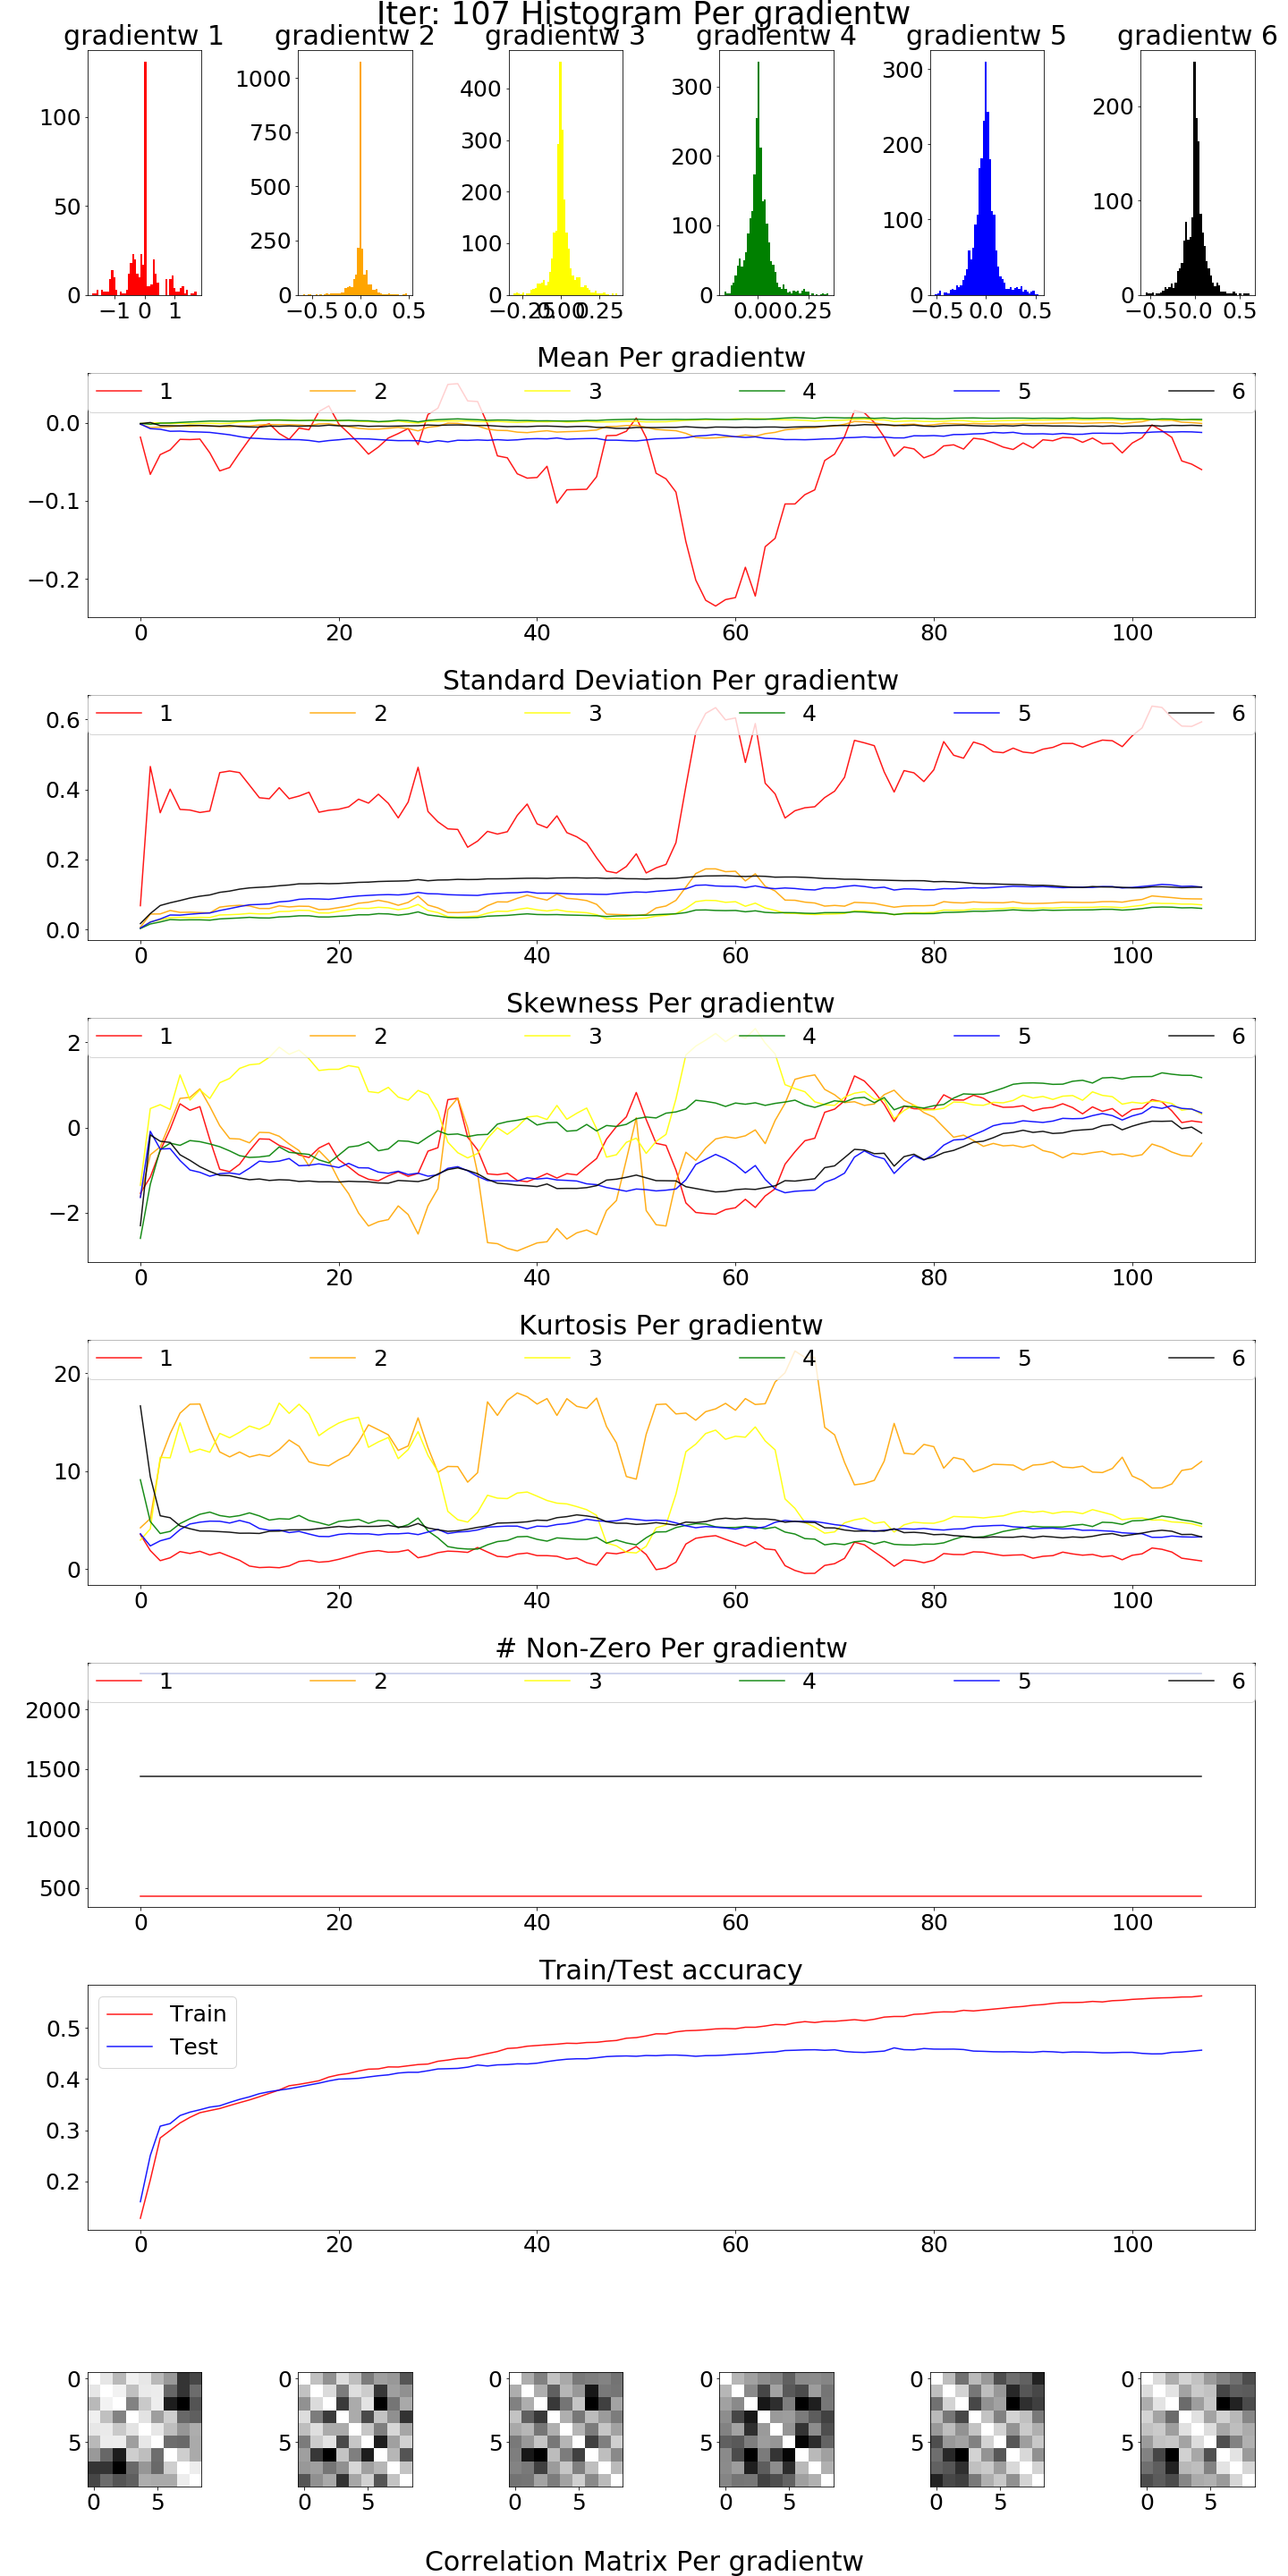 Iter: 107 Histogram Per gradientw
gradientw 1 gradientw 2 gradientw 3 gradientw 4 gradientw 5 gradientw 6
100
50
0
−1 0 1
1000
750
500
250
0
−0.5 0.0 0.5
400
300
200
100
0
−0.25 0.00 0.25
300
200
100
0
0.00 0.25
300
200
100
0
−0.5 0.0 0.5
200
100
0
−0.5 0.0 0.5
Mean Per gradientw
1 2 3 4 5 6
0.0
−0.1
−0.2
0 20 40 60 80 100
Standard Deviation Per gradientw
1 2 3 4 5 6
0.6
0.4
0.2
0.0
0 20 40 60 80 100
Skewness Per gradientw
1 2 3 4 5 6
2
0
−2
0 20 40 60 80 100
Kurtosis Per gradientw
1 2 3 4 5 6
20
10
0
0 20 40 60 80 100
# Non-Zero Per gradientw
1 2 3 4 5 6
2000
1500
1000
500
0 20 40 60 80 100
Train/Test accuracy
Train
Test
0.5
0.4
0.3
0.2
0 20 40 60 80 100
0
5
0 5
0
5
0 5
0
5
0 5
0
5
0 5
0
5
0 5
0
5
0 5
Correlation Matrix Per gradientw